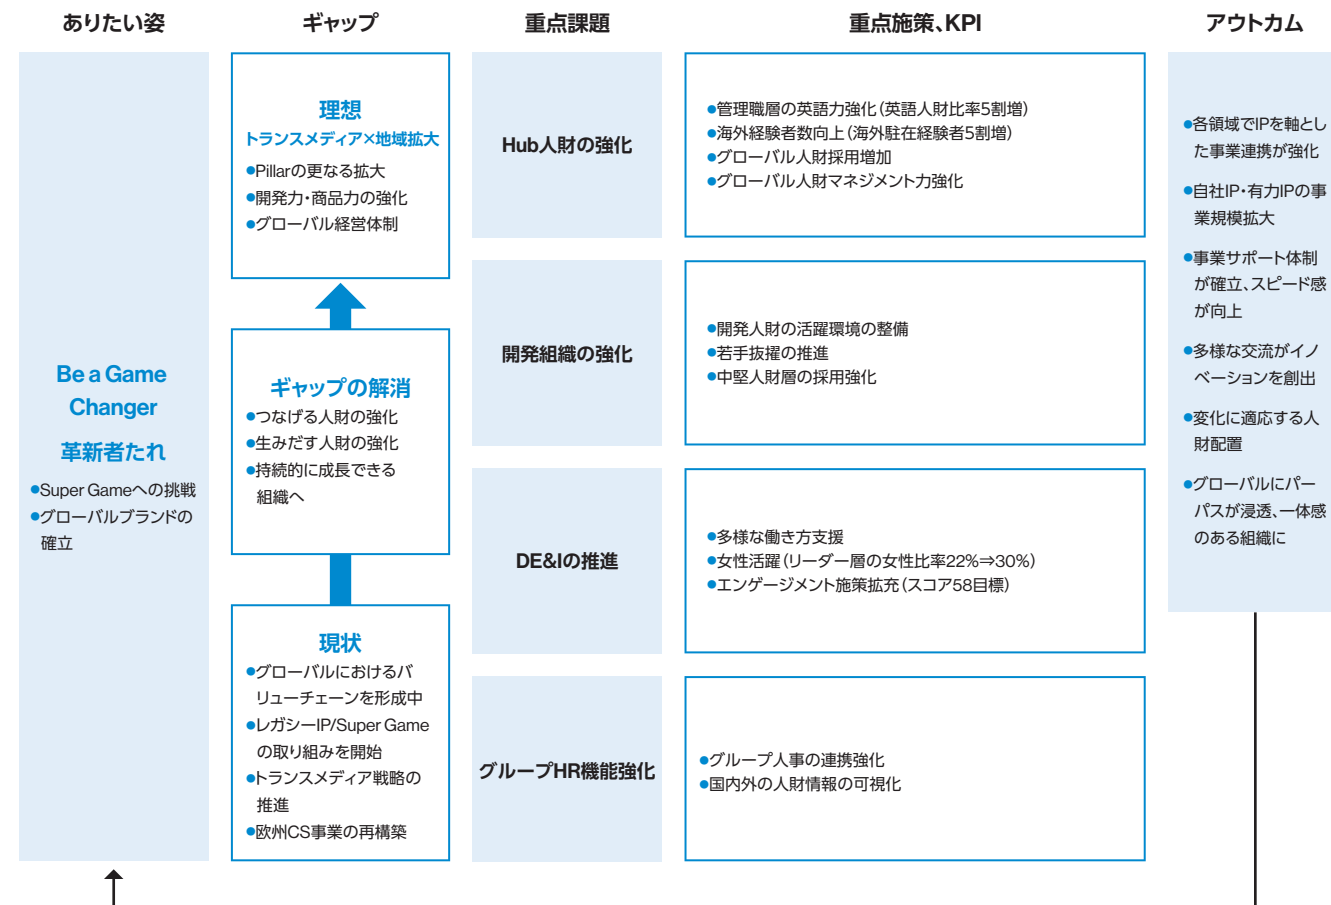 ありたい姿
ギャップ
重点課題
重点施策、KPI
アウトカム
Be a Game
Changer
革新者たれ
●Super Gameへの挑戦
●グローバルブランドの
確立
理想
トランスメディア×地域拡大
●Pillarの更なる拡大
●開発力・商品力の強化
●グローバル経営体制
ギャップの解消
●つなげる人財の強化
●生みだす人財の強化
●持続的に成長できる
組織へ
現状
●グローバルにおけるバ
リューチェーンを形成中
●レガシーIP/Super Game
の取り組みを開始
●トランスメディア戦略の
推進
●欧州CS事業の再構築
Hub人財の強化
●管理職層の英語力強化（英語人財比率5割増）
●海外経験者数向上（海外駐在経験者5割増）
●グローバル人財採用増加
●グローバル人財マネジメント力強化
開発組織の強化
●開発人財の活躍環境の整備
●若手抜擢の推進
●中堅人財層の採用強化
DE&Iの推進
●多様な働き方支援
●女性活躍（リーダー層の女性比率22%⇒30%）
●エンゲージメント施策拡充（スコア58目標）
グループHR機能強化
●グループ人事の連携強化
●国内外の人財情報の可視化
●各領域でIPを軸とし
た事業連携が強化
●自社IP・有力IPの事
業規模拡大
●事業サポート体制
が確立、スピード感
が向上
●多様な交流がイノ
ベーションを創出
●変化に適応する人
財配置
●グローバルにパー
パスが浸透、一体感
のある組織に